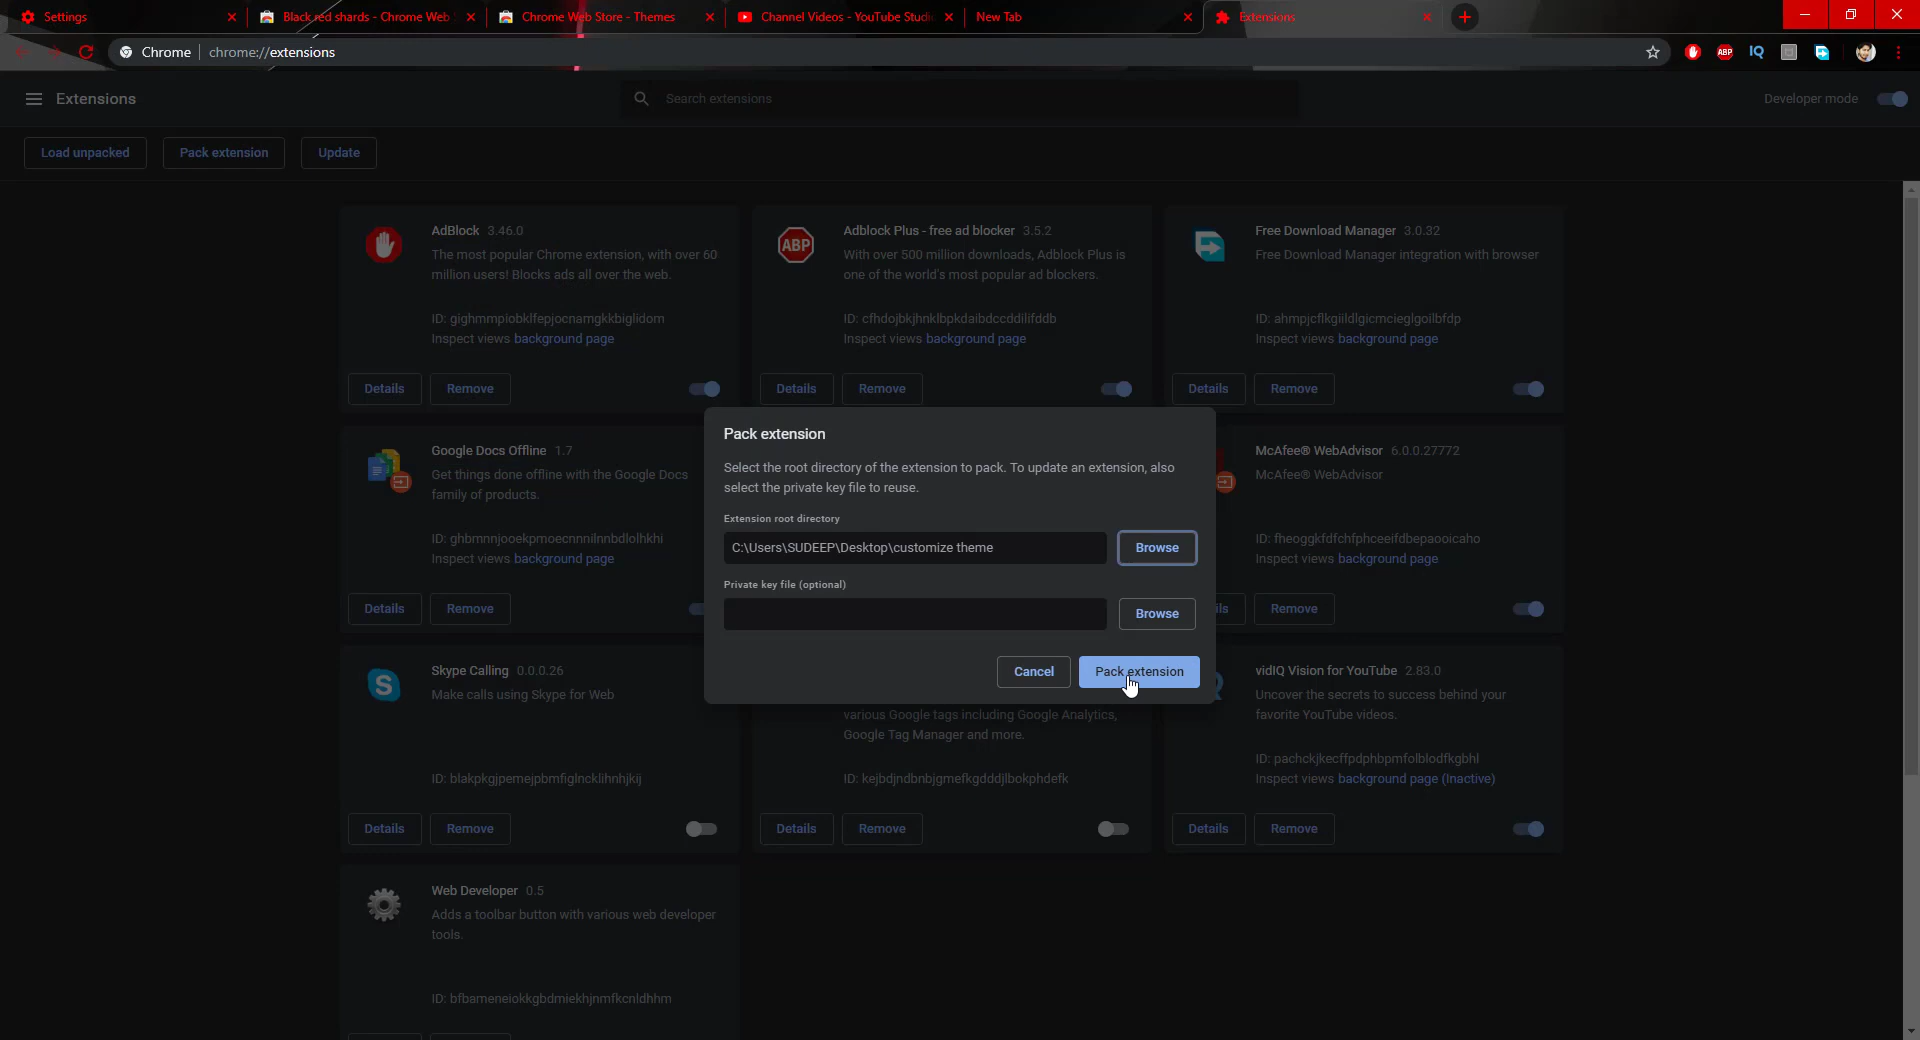 Settings
Black red shards - Chrome Web S
Chrome Web Store - Themes
Channel Videos - YouTube Studio
New Tab
Extensions
Chrome
chrome://extensions
ABP
IQ
Extensions
Search extensions
Developer mode
Load unpacked
Pack extension
Update
AdBlock 3.46.0
The most popular Chrome extension, with over 60
million users! Blocks ads all over the web.
ID: gighmmpiobklfepjocnamgkkbiglidom
Inspect views background page
Details
Remove
ABP
Adblock Plus - free ad blocker 3.5.2
With over 500 million downloads, Adblock Plus is
one of the world's most popular ad blockers.
ID: cfhdojbkjhnklbpkdaibdccddilifddb
Inspect views background page
Details
Remove
Free Download Manager 3.0.32
Free Download Manager integration with browser
ID: ahmpjcflkgiildlgicmcieglgoilbfdp
Inspect views background page
Details
Remove
Google Docs Offline 1.7
Get things done offline with the Google Docs
family of products.
ID: ghbmnnjooekpmoecnnnilnnbdlolhkhi
Inspect views background page
Details
Remove
Pack extension
Select the root directory of the extension to pack. To update an extension, also
select the private key file to reuse.
Extension root directory
C:\Users\SUDEEP\Desktop\customize theme
Browse
Private key file (optional)
Browse
Cancel
Pack extension
McAfee® WebAdvisor 6.0.0.27772
McAfee® WebAdvisor
ID: fheoggkfdfchfphceeifdbepaooicaho
Inspect views background page
ls
Remove
Skype Calling 0.0.0.26
Make calls using Skype for Web
ID: blakpkgjpemejpbmfiglncklihnhjkij
Details
Remove
various Google tags including Google Analytics,
Google Tag Manager and more.
ID: kejbdjndbnbjgmefkgdddjlbokphdefk
Details
Remove
vidIQ Vision for YouTube 2.83.0
Uncover the secrets to success behind your
favorite YouTube videos.
ID: pachckjkecffpdphbpmfolblodfkgbhl
Inspect views background page (Inactive)
Details
Remove
Web Developer 0.5
Adds a toolbar button with various web developer
tools.
ID: bfbameneiokkgbdmiekhjnmfkcnldhhm